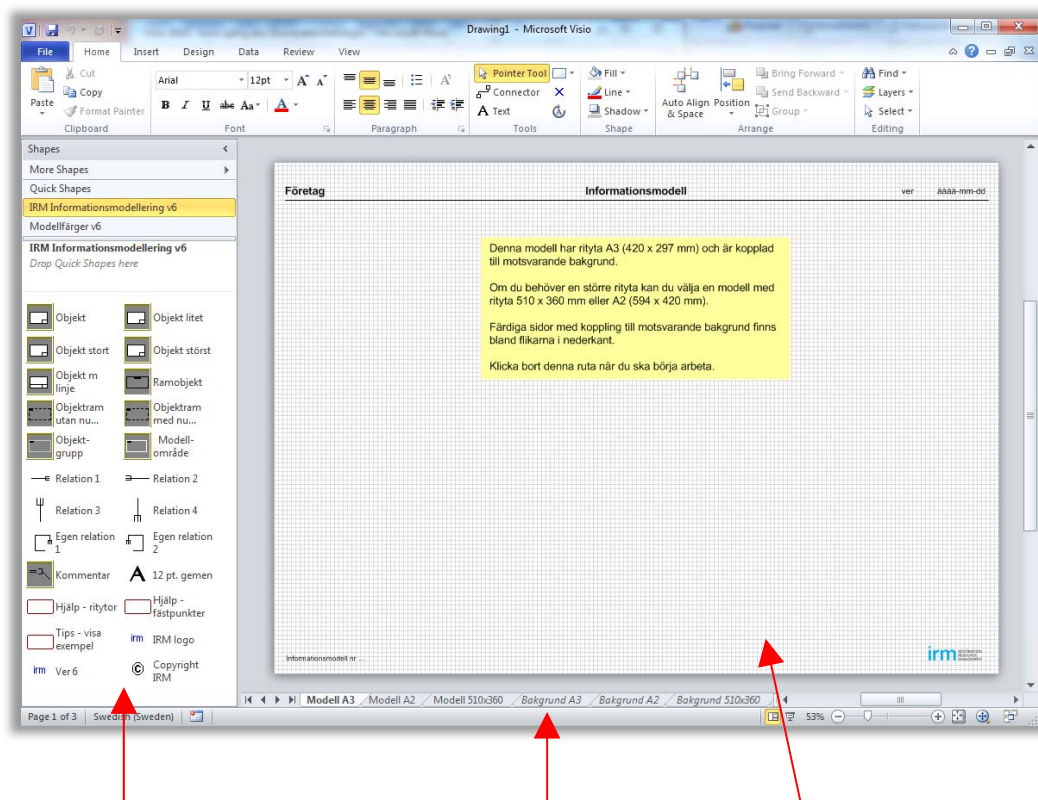 Drawing1 - Microsoft Visio
File Home Insert Design Data Review View
Paste
Cut
Copy
Format Painter
Clipboard
Arial 12pt A A
B I U abc Aa A
Font
Paragraph
Pointer Tool
Connector
A Text
Tools
Fill
Line
Shadow
Shape
Auto Align & Space
Position
Bring Forward
Send Backward
Group
Arrange
Find
Layers
Select
Editing
Shapes
More Shapes
Quick Shapes
IRM Informationsmodellering v6
Modellfärger v6
IRM Informationsmodellering v6
Drop Quick Shapes here
Objekt Objekt litet
Objekt stort Objekt störst
Objekt m linje Ramobjekt
Objektram utan nu... Objektram med nu...
Objekt-grupp Modell-område
Relation 1 Relation 2
Relation 3 Relation 4
Egen relation 1 Egen relation 2
Kommentar A 12 pt. gemen
Hjälp - ritytor Hjälp - fästpunkter
Tips - visa exempel irm IRM logo
irm Ver 6 © Copyright IRM
Företag Informationsmodell ver åååå-mm-dd
Denna modell har rityta A3 (420 x 297 mm) och är kopplad
till motsvarande bakgrund.
Om du behöver en större rityta kan du välja en modell med
rityta 510 x 360 mm eller A2 (594 x 420 mm).
Färdiga sidor med koppling till motsvarande bakgrund finns
bland flikarna i nederkant.
Klicka bort denna ruta när du ska börja arbeta.
Informationsmodell nr ...
irm
Modell A3 Modell A2 Modell 510x360 Bakgrund A3 Bakgrund A2 Bakgrund 510x360
Page 1 of 3 Swedish (Sweden) 53%